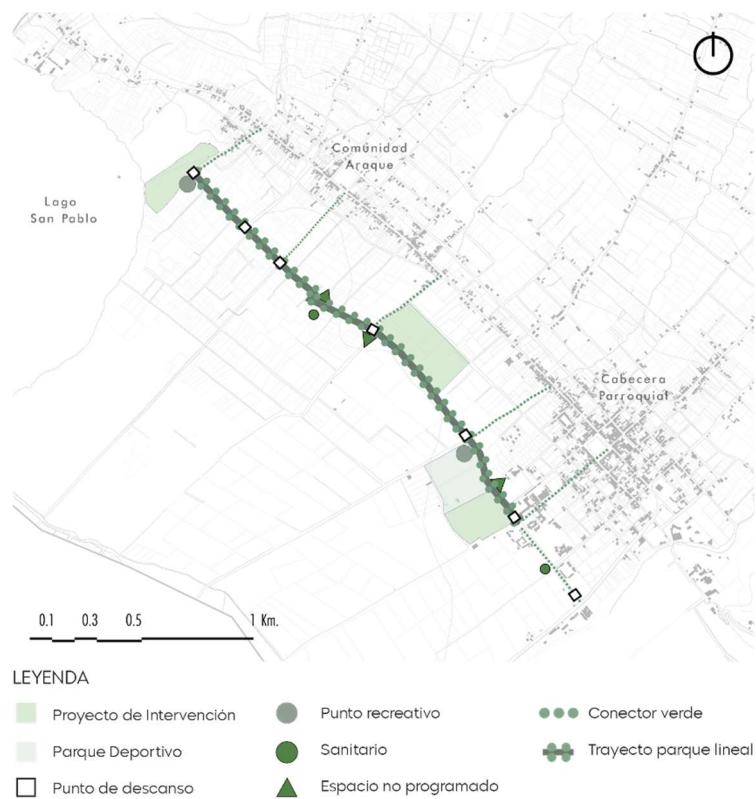 Comunidad
Araque
Lago
San Pablo
Cabecera
Parroquial
0.1 0.3 0.5 1 Km.
LEYENDA
Proyecto de Intervención
Punto recreativo
Conector verde
Parque Deportivo
Sanitario
Trayecto parque lineal
Punto de descanso
Espacio no programado